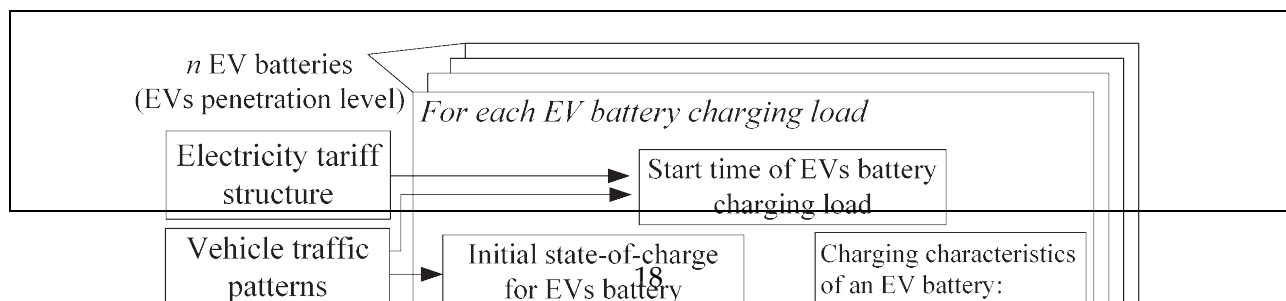 n EV batteries
(EVs penetration level)
For each EV battery charging load
Electricity tariff
structure
Start time of EVs battery
charging load
Vehicle traffic
patterns
Initial state-of-charge
for EVs battery
18
Charging characteristics
of an EV battery: